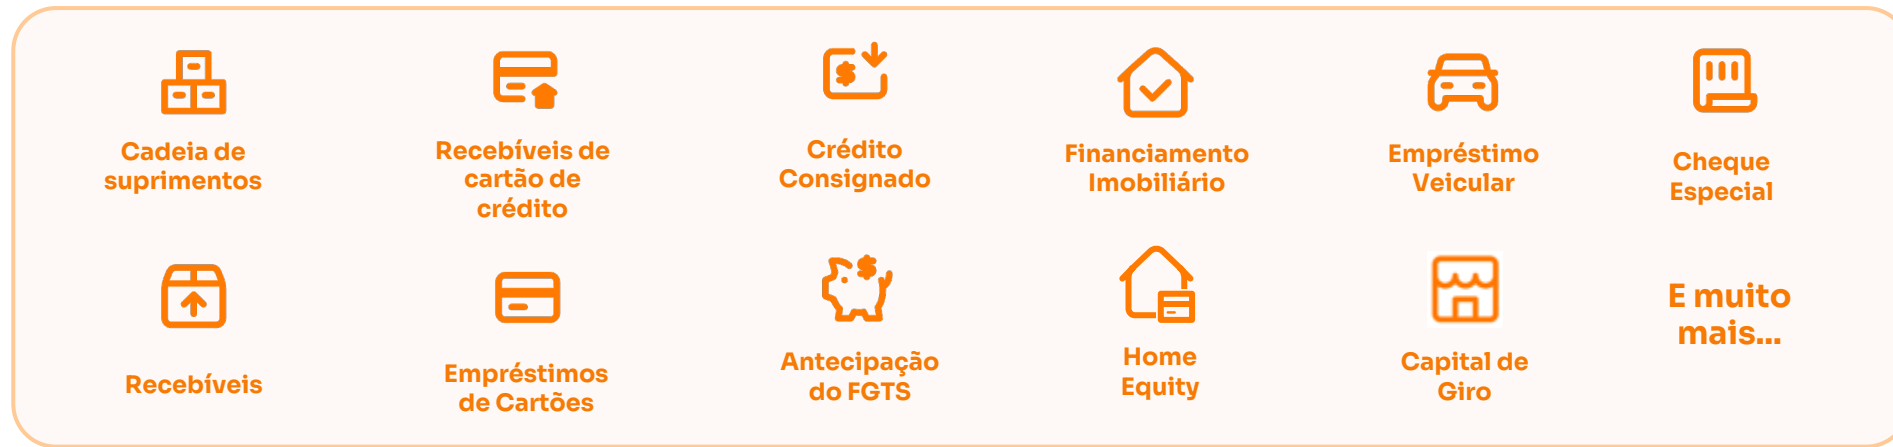 Cadeia de
suprimentos
Recebíveis de
cartão de
crédito
Crédito
Consignado
Financiamento
Imobiliário
Empréstimo
Veicular
Cheque
Especial
Recebíveis
Empréstimos
de Cartões
Antecipação
do FGTS
Home
Equity
Capital de
Giro
E muito
mais...